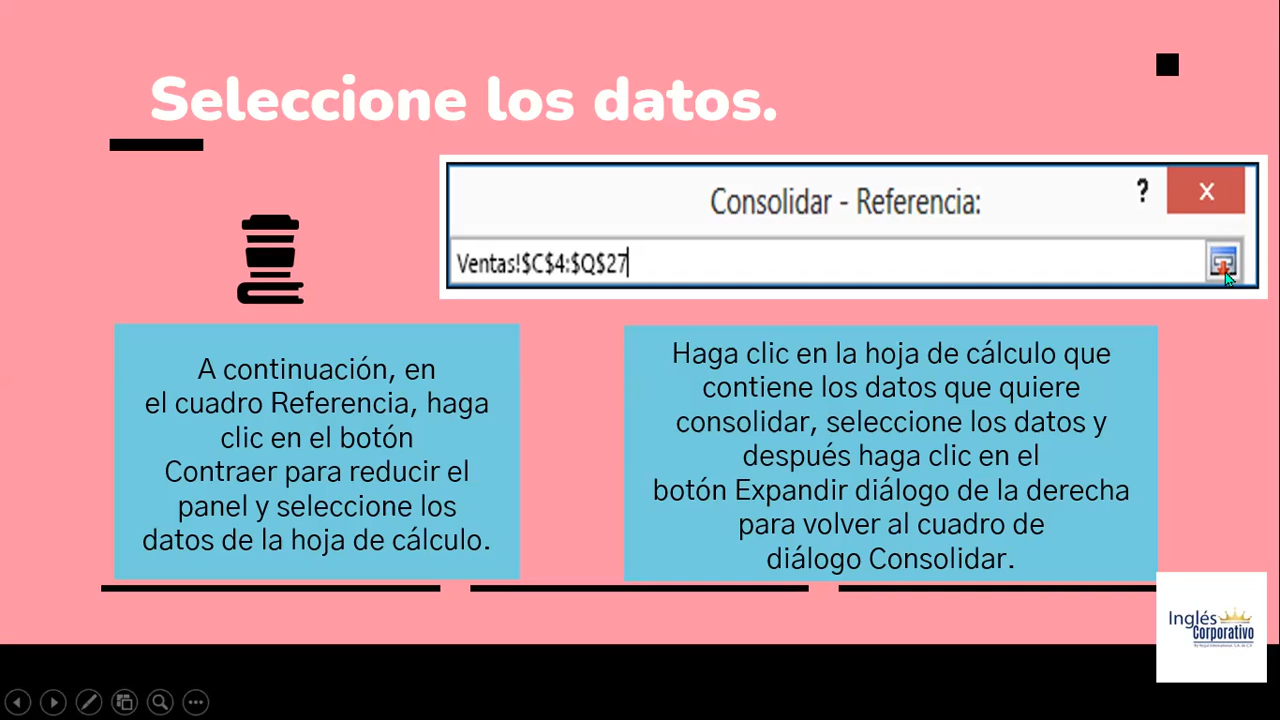 Seleccione los datos.
Consolidar - Referencia:
?
X
Ventas!$C$4:$Q$27
A continuación, en
el cuadro Referencia, haga
clic en el botón
Contraer para reducir el
panel y seleccione los
datos de la hoja de cálculo.
Haga clic en la hoja de cálculo que
contiene los datos que quiere
consolidar, seleccione los datos y
después haga clic en el
botón Expandir diálogo de la derecha
para volver al cuadro de
diálogo Consolidar.
Inglés
Corporativo